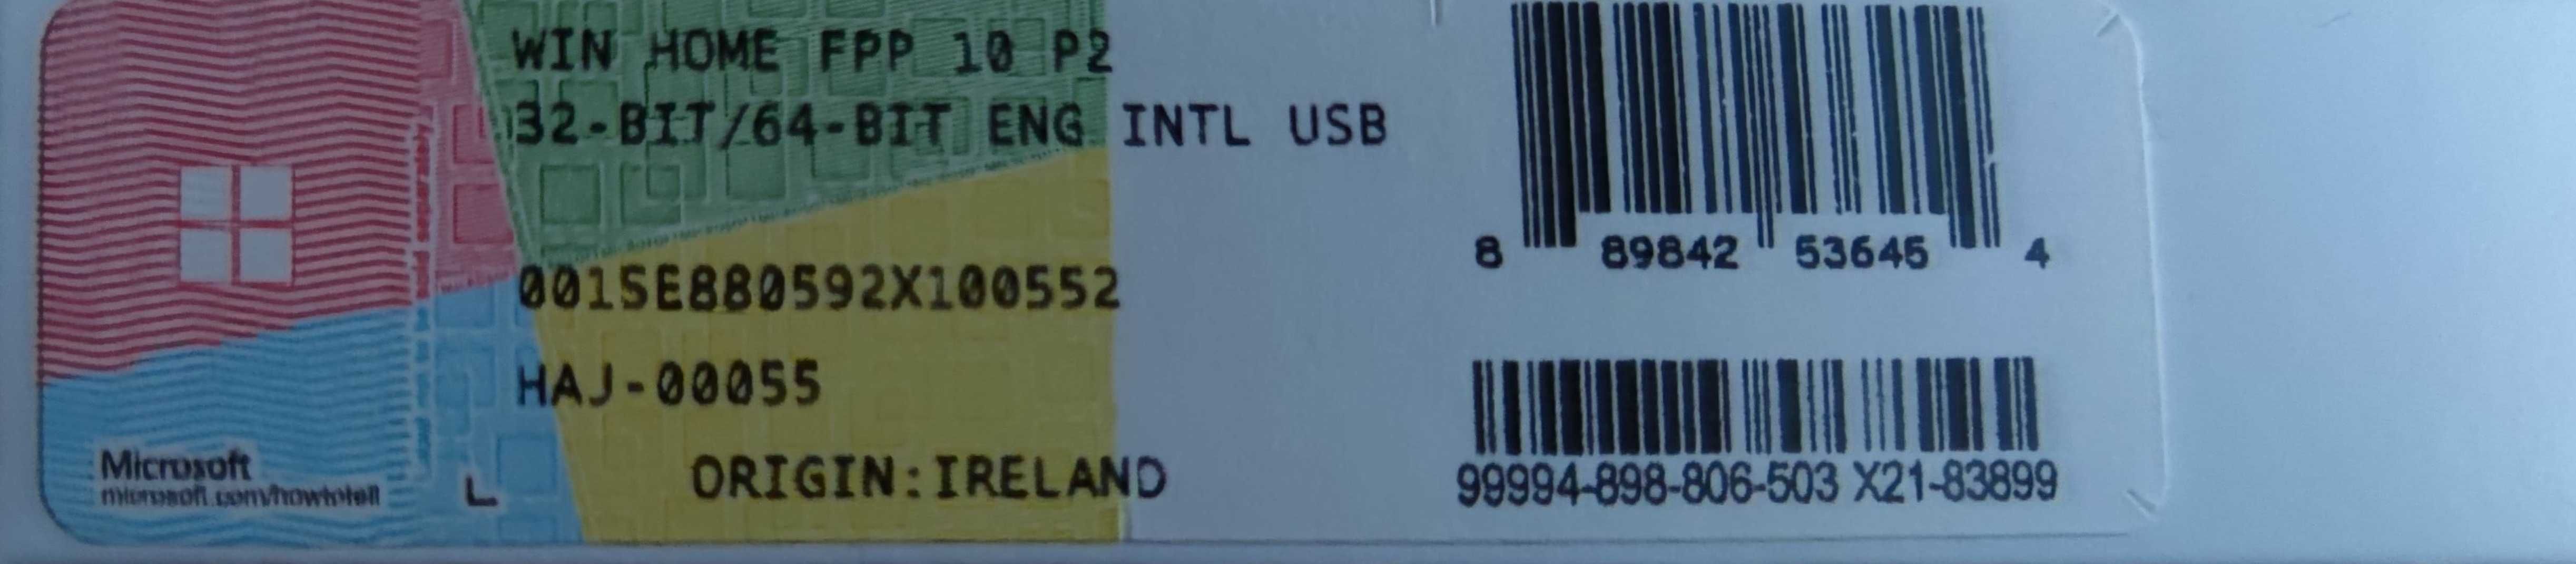 WIN HOME FPP 10 P2
32-BIT/64-BIT ENG INTL USB
001SE880592X100552
HAJ-00055
ORIGIN:IRELAND
Microsoft
microsoft.com/howtotell
L
8 89842 53645 4
99994-898-806-503 X21-83899